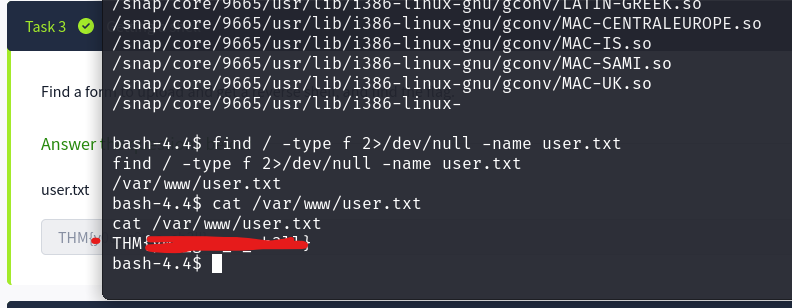 Task 3
Find a for
Answer
user.txt
THM{
/snap/core/9665/usr/lib/i386-linux-gnu/gconv/LATIN-GREEK.so
/snap/core/9665/usr/lib/i386-linux-gnu/gconv/MAC-CENTRALEUROPE.so
/snap/core/9665/usr/lib/i386-linux-gnu/gconv/MAC-IS.so
/snap/core/9665/usr/lib/i386-linux-gnu/gconv/MAC-SAMI.so
/snap/core/9665/usr/lib/i386-linux-gnu/gconv/MAC-UK.so
/snap/core/9665/usr/lib/i386-linux-
bash-4.4$ find / -type f 2>/dev/null -name user.txt
find / -type f 2>/dev/null -name user.txt
/var/www/user.txt
bash-4.4$ cat /var/www/user.txt
cat /var/www/user.txt
THM{
bash-4.4$